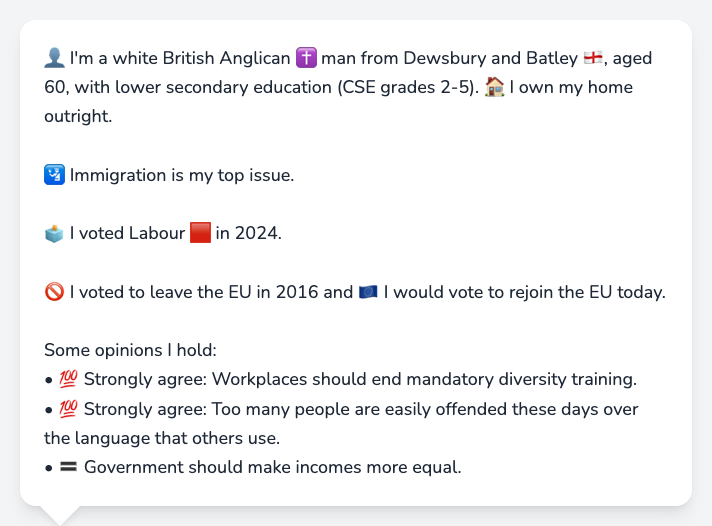 👤 I'm a white British Anglican ✝️ man from Dewsbury and Batley 🏴󠁧󠁢󠁥󠁮󠁧󠁿, aged
60, with lower secondary education (CSE grades 2-5). 🏠 I own my home
outright.
🛂 Immigration is my top issue.
🗳️ I voted Labour 🟥 in 2024.
🚫 I voted to leave the EU in 2016 and 🇪🇺 I would vote to rejoin the EU today.
Some opinions I hold:
• 💯 Strongly agree: Workplaces should end mandatory diversity training.
• 💯 Strongly agree: Too many people are easily offended these days over
the language that others use.
• 🟰 Government should make incomes more equal.